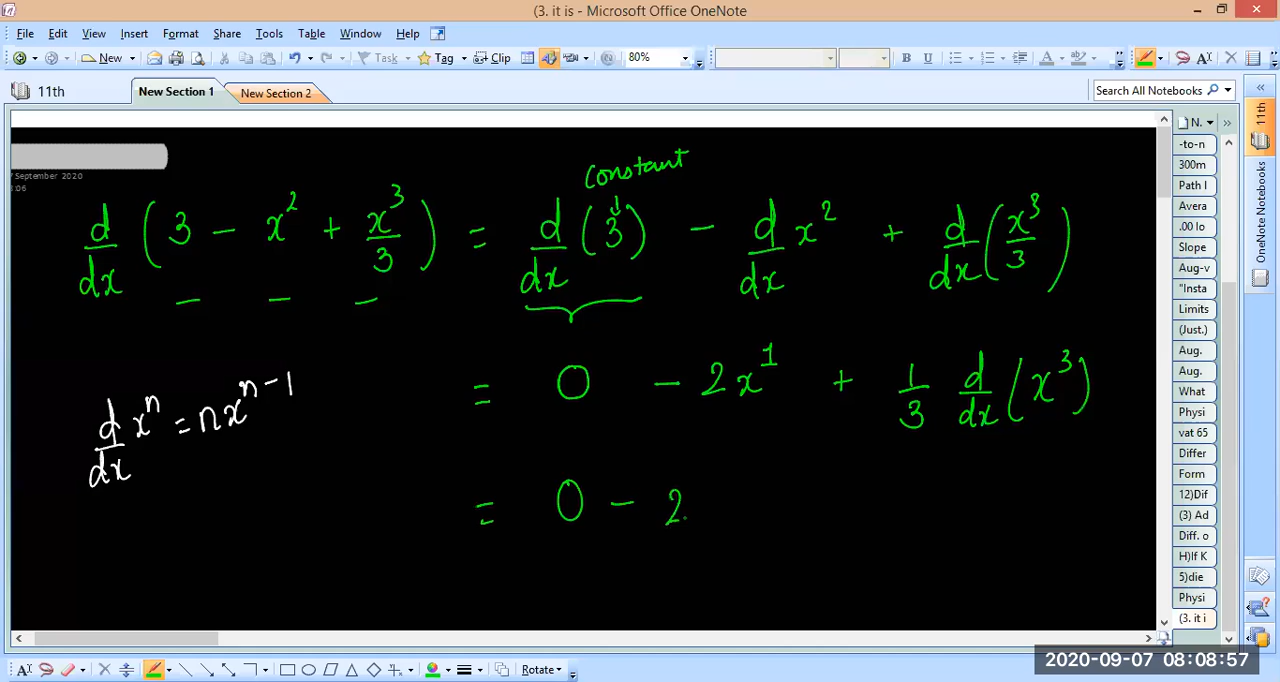 (3. it is - Microsoft Office OneNote
File Edit View Insert Format Share Tools Table Window Help
New Task Tag Clip 80% B U A ab A
11th New Section 1 New Section 2 Search All Notebooks
September 2020
:06
constant
d/dx (3 - x² + x³/3) = d/dx (3) - d/dx x² + d/dx (x³/3)
= 0 - 2x¹ + 1/3 d/dx (x³)
d/dx xⁿ = nxⁿ⁻¹
= 0 - 2
N.
-to-n
300m
Path l
Avera
.00 lo
Slope
Aug-v
"Insta
Limits
(Just.)
Aug.
Aug.
What
Physi
vat 65
Differ
Form
12)Dif
(3) Ad
Diff. o
H)If K
5)die
Physi
(3. it i
11th
OneNote Notebooks
2020-09-07 08:08:57
Rotate